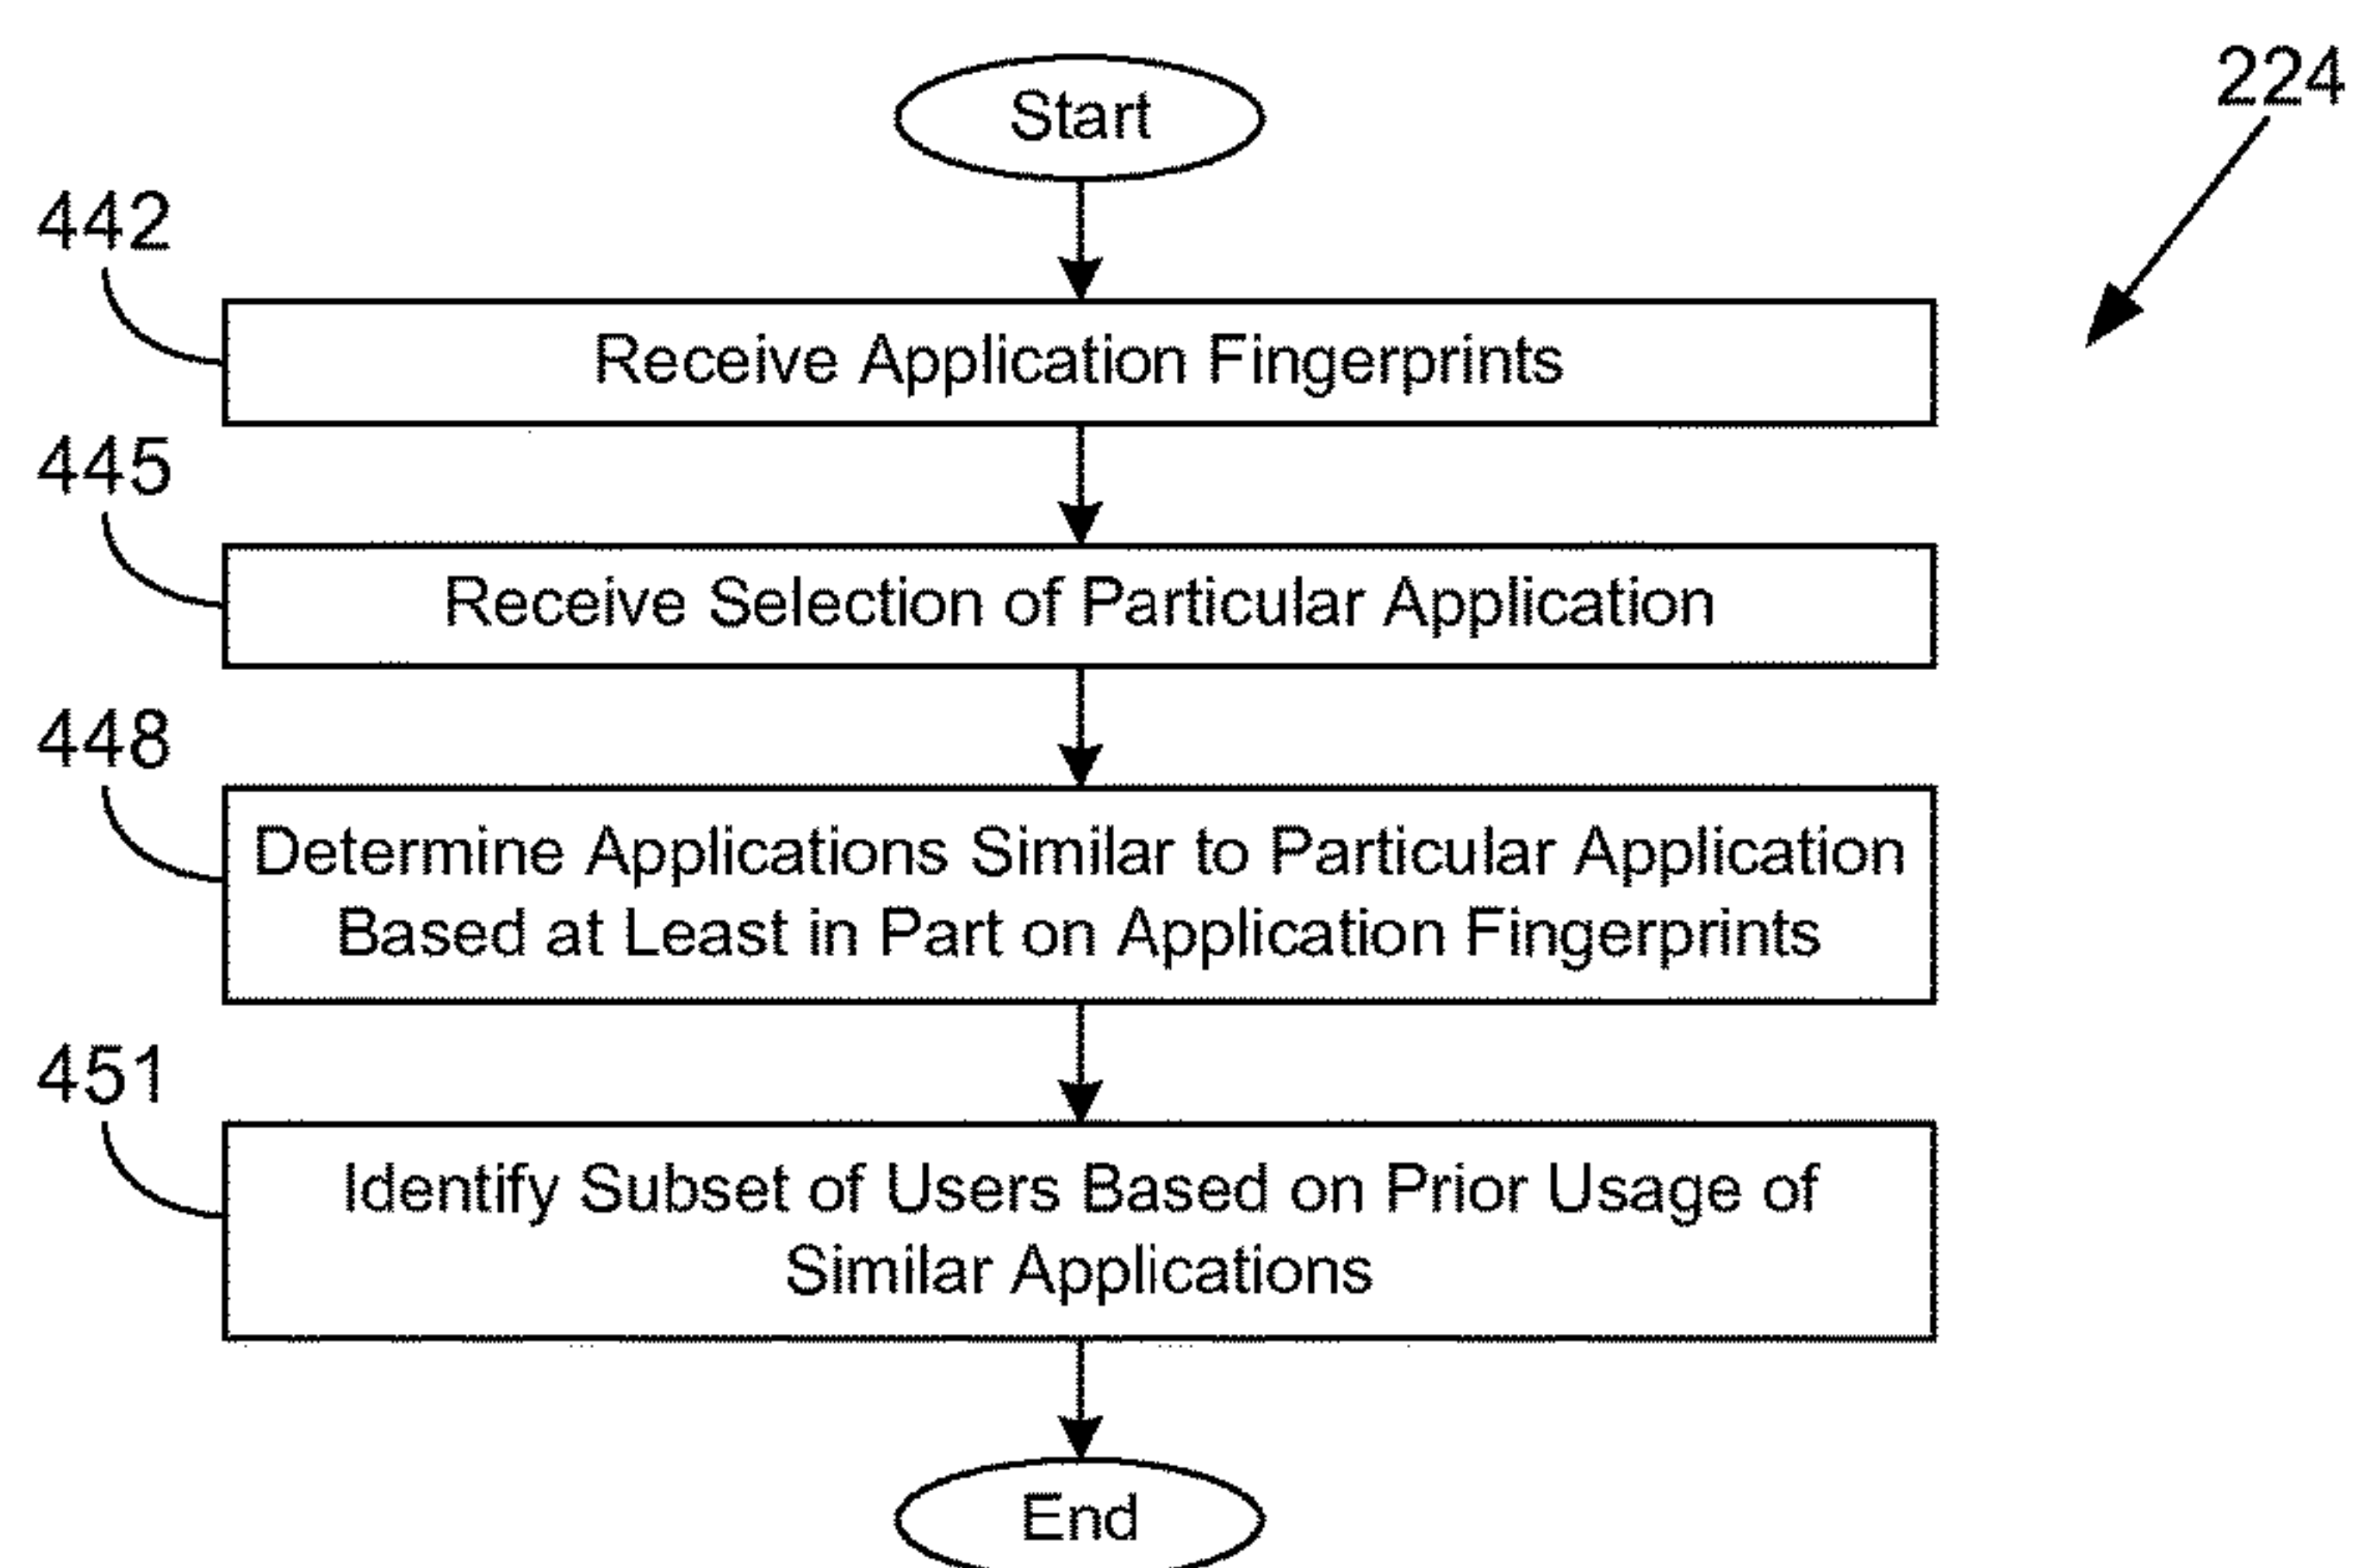 Start
224
442
Receive Application Fingerprints
445
Receive Selection of Particular Application
448
Determine Applications Similar to Particular Application
Based at Least in Part on Application Fingerprints
451
Identify Subset of Users Based on Prior Usage of
Similar Applications
End